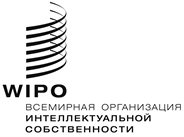 WIPO
ВСЕМИРНАЯ ОРГАНИЗАЦИЯ
ИНТЕЛЛЕКТУАЛЬНОЙ
СОБСТВЕННОСТИ